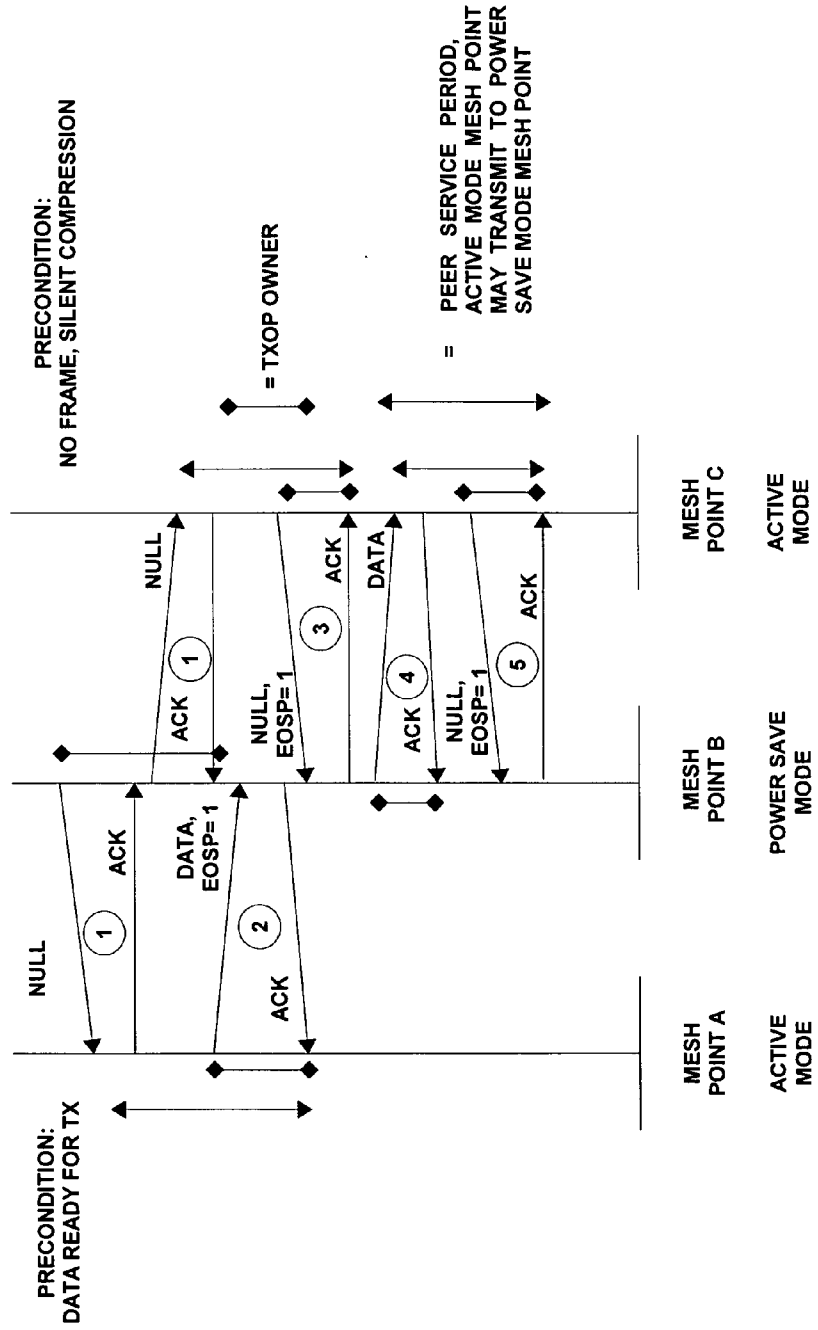 PRECONDITION:
DATA READY FOR TX
PRECONDITION:
NO FRAME, SILENT COMPRESSION
NULL
1
ACK
NULL
ACK
1
DATA,
EOSP= 1
2
ACK
NULL,
EOSP= 1
3
ACK
DATA
4
ACK
NULL,
EOSP= 1
5
ACK
= TXOP OWNER
= PEER SERVICE PERIOD,
ACTIVE MODE MESH POINT
MAY TRANSMIT TO POWER
SAVE MODE MESH POINT
MESH
POINT A
ACTIVE
MODE
MESH
POINT B
POWER SAVE
MODE
MESH
POINT C
ACTIVE
MODE